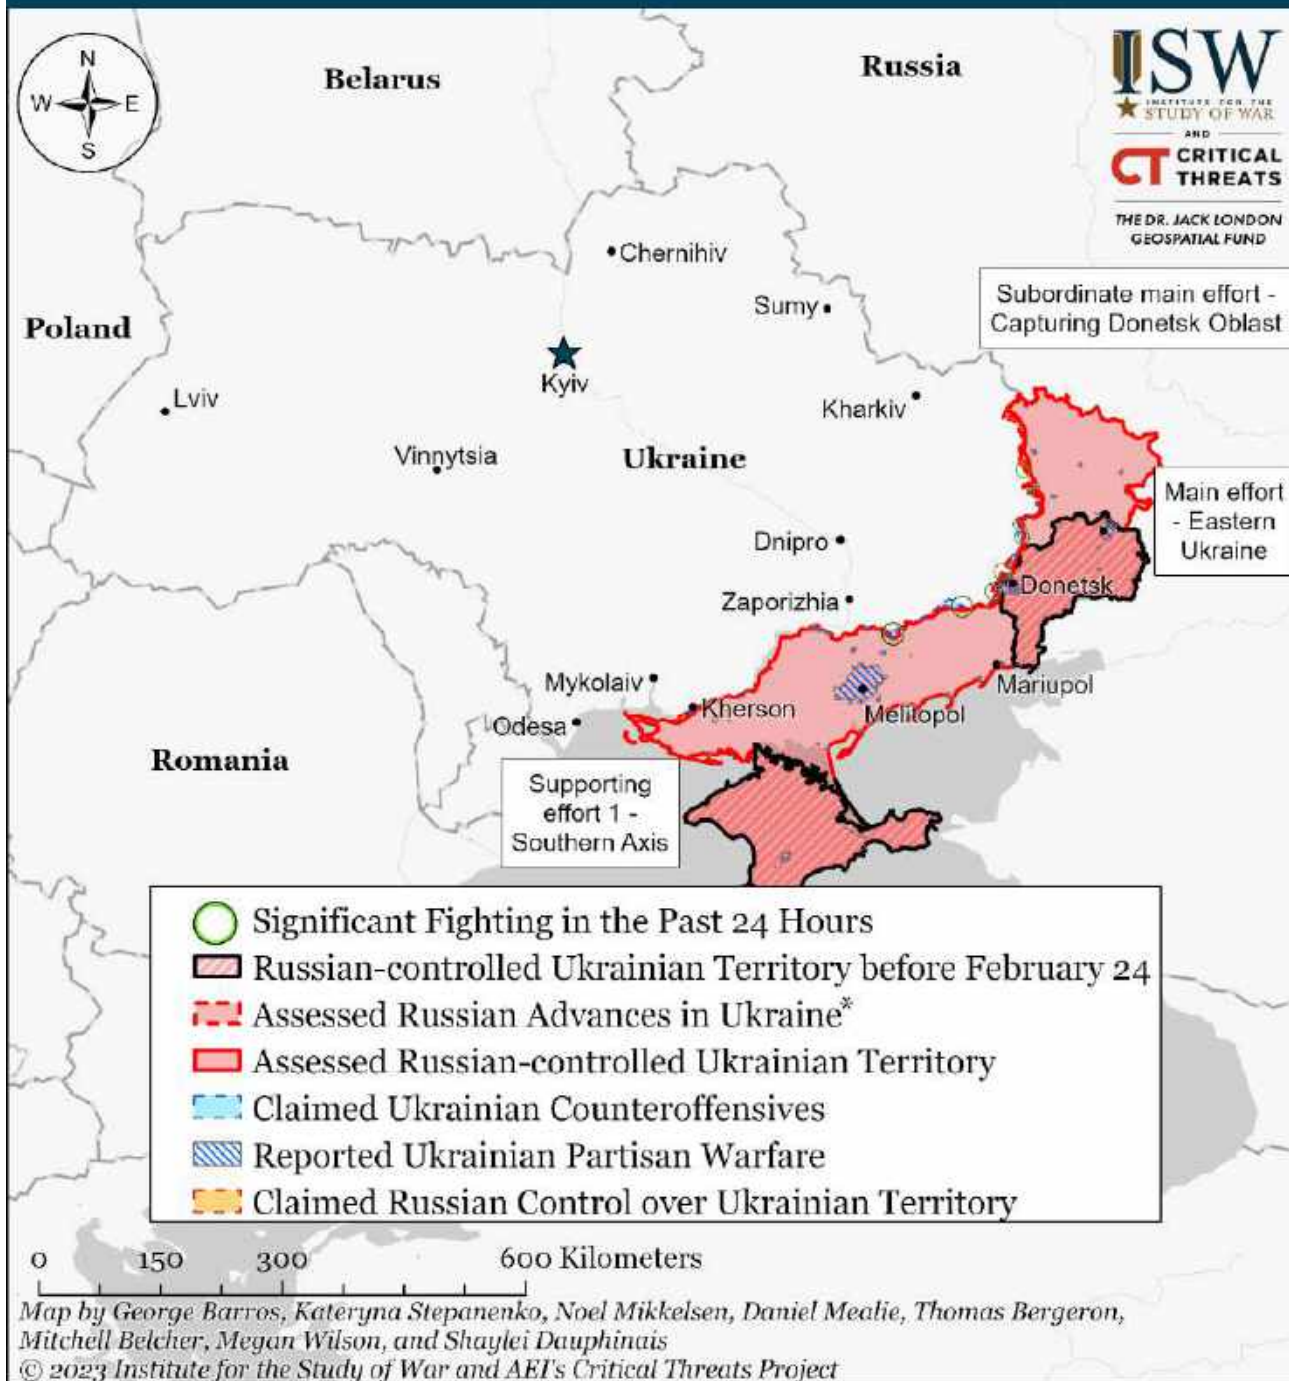 N
W
E
S
Belarus
Russia
ISW
INSTITUTE FOR THE
STUDY OF WAR
AND
CT CRITICAL
THREATS
THE DR. JACK LONDON
GEOSPATIAL FUND
Chernihiv
Sumy
Subordinate main effort -
Capturing Donetsk Oblast
Poland
Kyiv
Lviv
Kharkiv
Vinnytsia
Ukraine
Main effort
- Eastern
Ukraine
Dnipro
Donetsk
Zaporizhia
Mykolaiv
Mariupol
Kherson
Melitopol
Odesa
Romania
Supporting
effort 1 -
Southern Axis
Significant Fighting in the Past 24 Hours
Russian-controlled Ukrainian Territory before February 24
Assessed Russian Advances in Ukraine*
Assessed Russian-controlled Ukrainian Territory
Claimed Ukrainian Counteroffensives
Reported Ukrainian Partisan Warfare
Claimed Russian Control over Ukrainian Territory
0 150 300 600 Kilometers
Map by George Barros, Kateryna Stepanenko, Noel Mikkelsen, Daniel Mealie, Thomas Bergeron,
Mitchell Belcher, Megan Wilson, and Shaylei Dauphinais
© 2023 Institute for the Study of War and AEI's Critical Threats Project